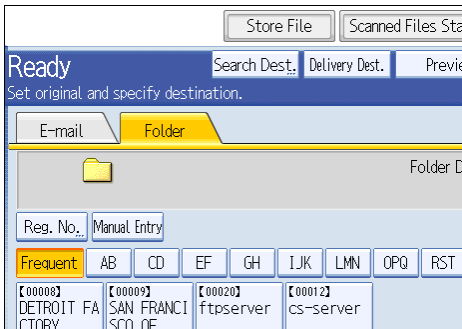 Store File Scanned Files Sta
Ready Search Dest. Delivery Dest. Previe
Set original and specify destination.
E-mail Folder
Folder D
Reg. No. Manual Entry
Frequent AB CD EF GH IJK LMN OPQ RST
[00008] [00009] [00020] [00012]
DETROIT FA SAN FRANCI ftpserver cs-server
CTORY SCO OF